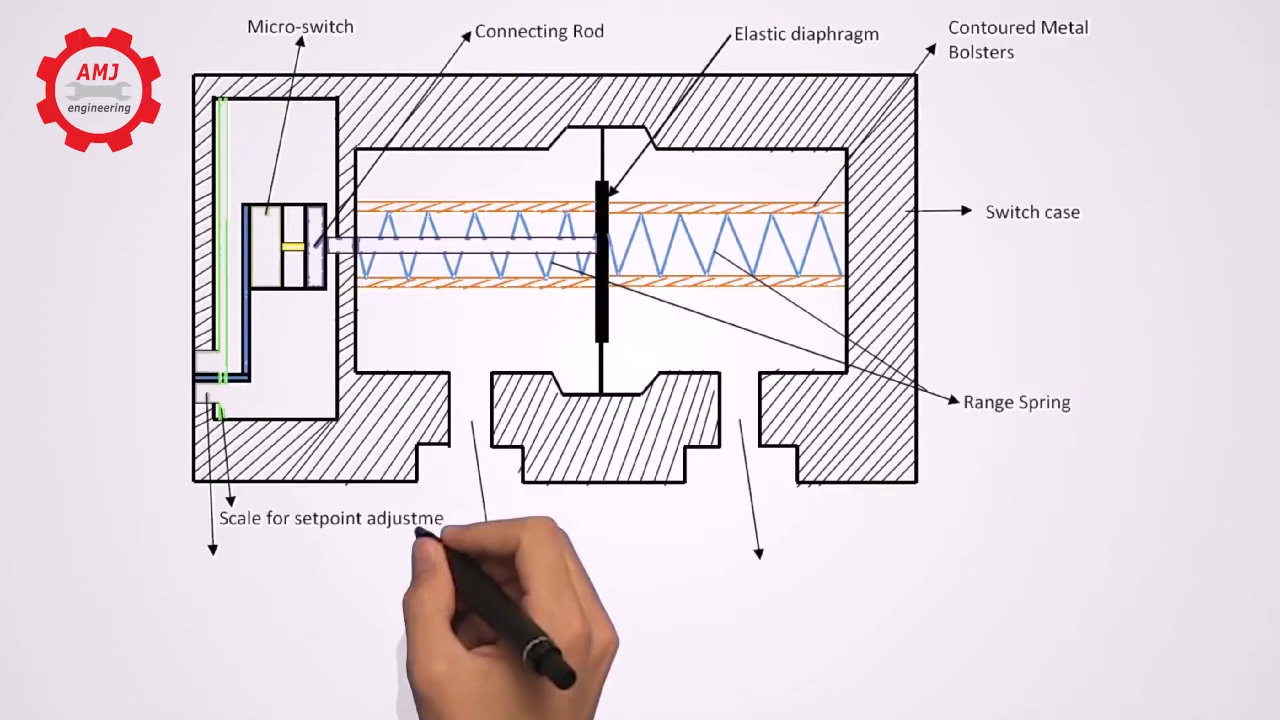 AMJ
engineering
Micro-switch
Connecting Rod
Elastic diaphragm
Contoured Metal
Bolsters
Switch case
Range Spring
Scale for setpoint adjustme